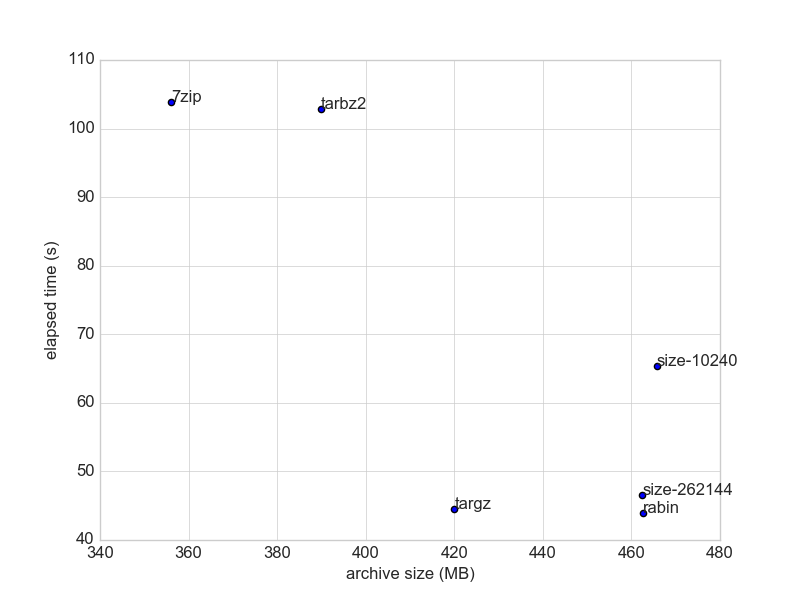 110
100
90
80
70
60
50
40
elapsed time (s)
7zip
tarbz2
size-10240
size-262144
targz
rabin
340
360
380
400
420
440
460
480
archive size (MB)